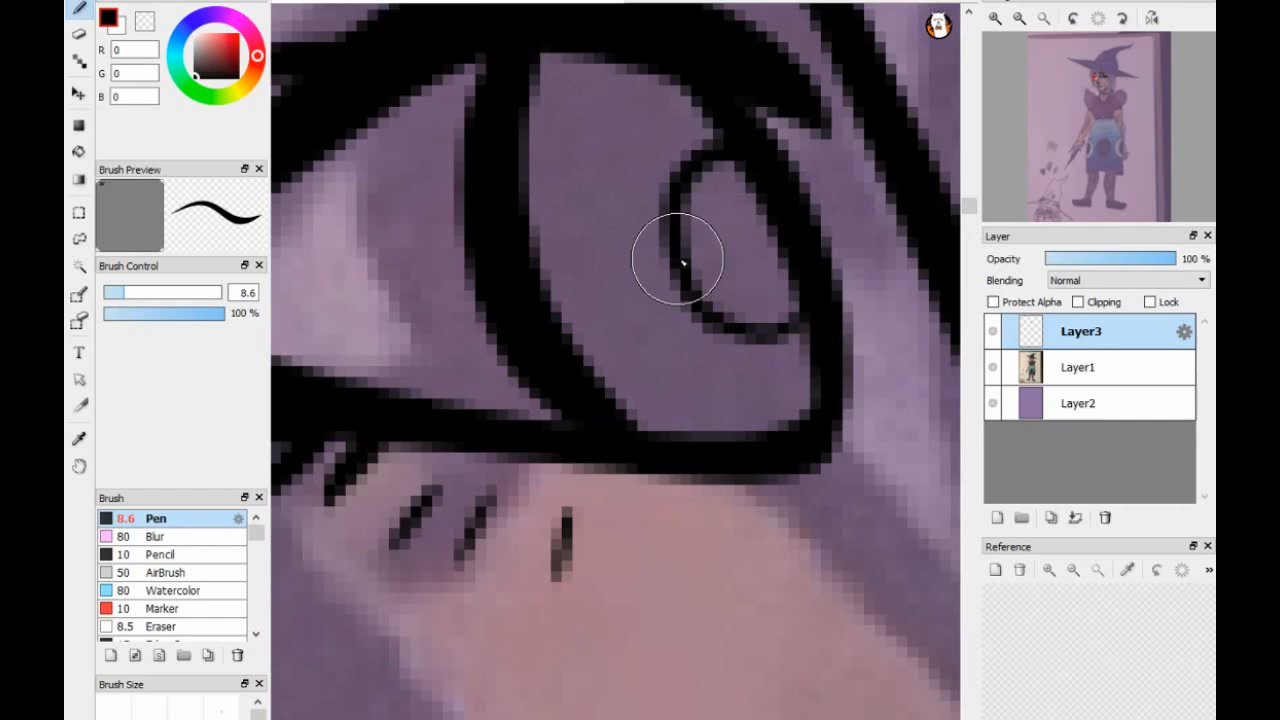 R 0
G 0
B 0
Brush Preview
Brush Control
8.6
100 %
T
Brush
8.6 Pen
80 Blur
10 Pencil
50 AirBrush
80 Watercolor
10 Marker
8.5 Eraser
Brush Size
Layer
Opacity 100 %
Blending Normal
Protect Alpha Clipping Lock
Layer3
Layer1
Layer2
Reference
»